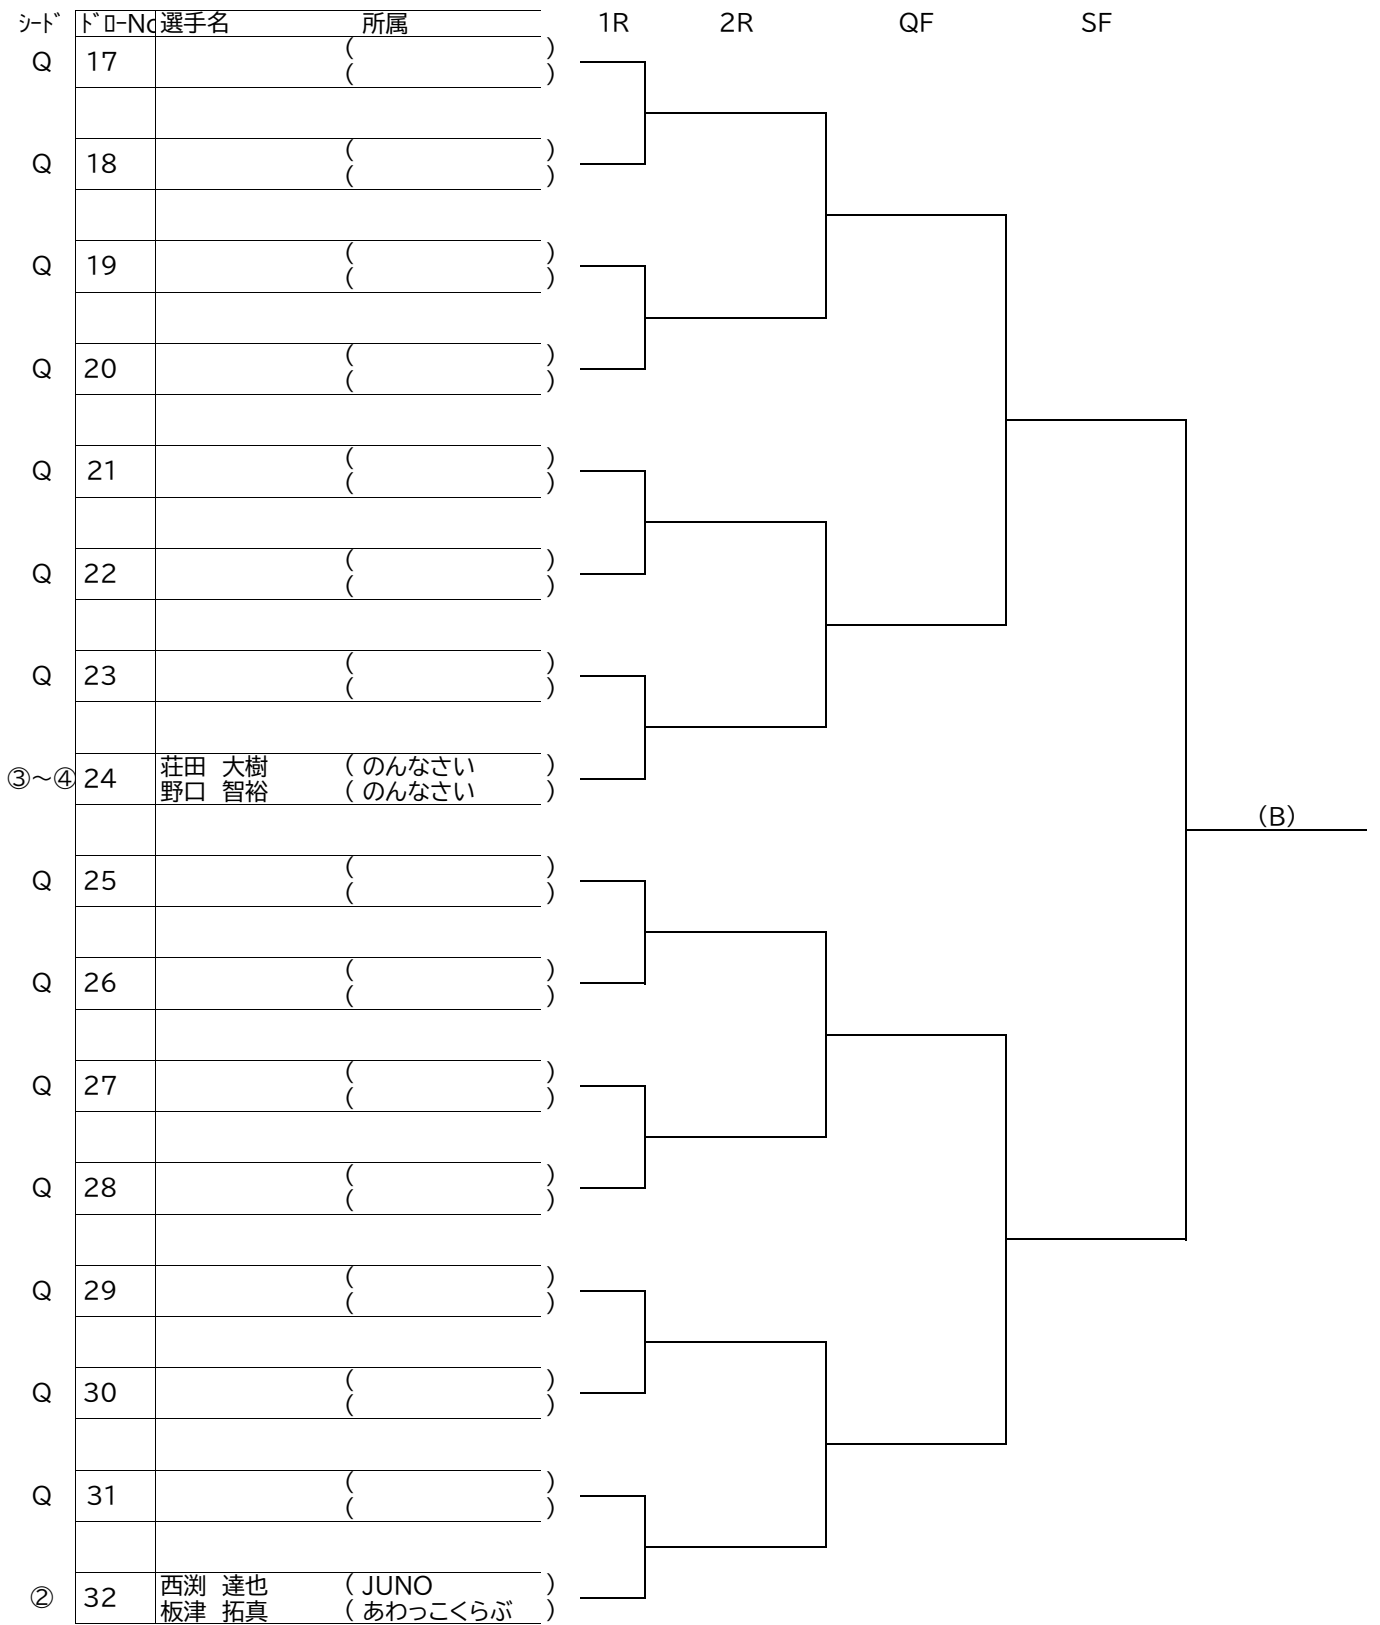 ｼｰﾄﾞ ﾄﾞﾛｰNo 選手名 所属 1R 2R QF SF
Q 17 ( )
( )
Q 18 ( )
( )
Q 19 ( )
( )
Q 20 ( )
( )
Q 21 ( )
( )
Q 22 ( )
( )
Q 23 ( )
( )
③～④ 24 荘田　大樹 ( のんなさい )
野口　智裕 ( のんなさい )
(B)
Q 25 ( )
( )
Q 26 ( )
( )
Q 27 ( )
( )
Q 28 ( )
( )
Q 29 ( )
( )
Q 30 ( )
( )
Q 31 ( )
( )
② 32 西渕　達也 ( JUNO )
板津　拓真 ( あわっこくらぶ )